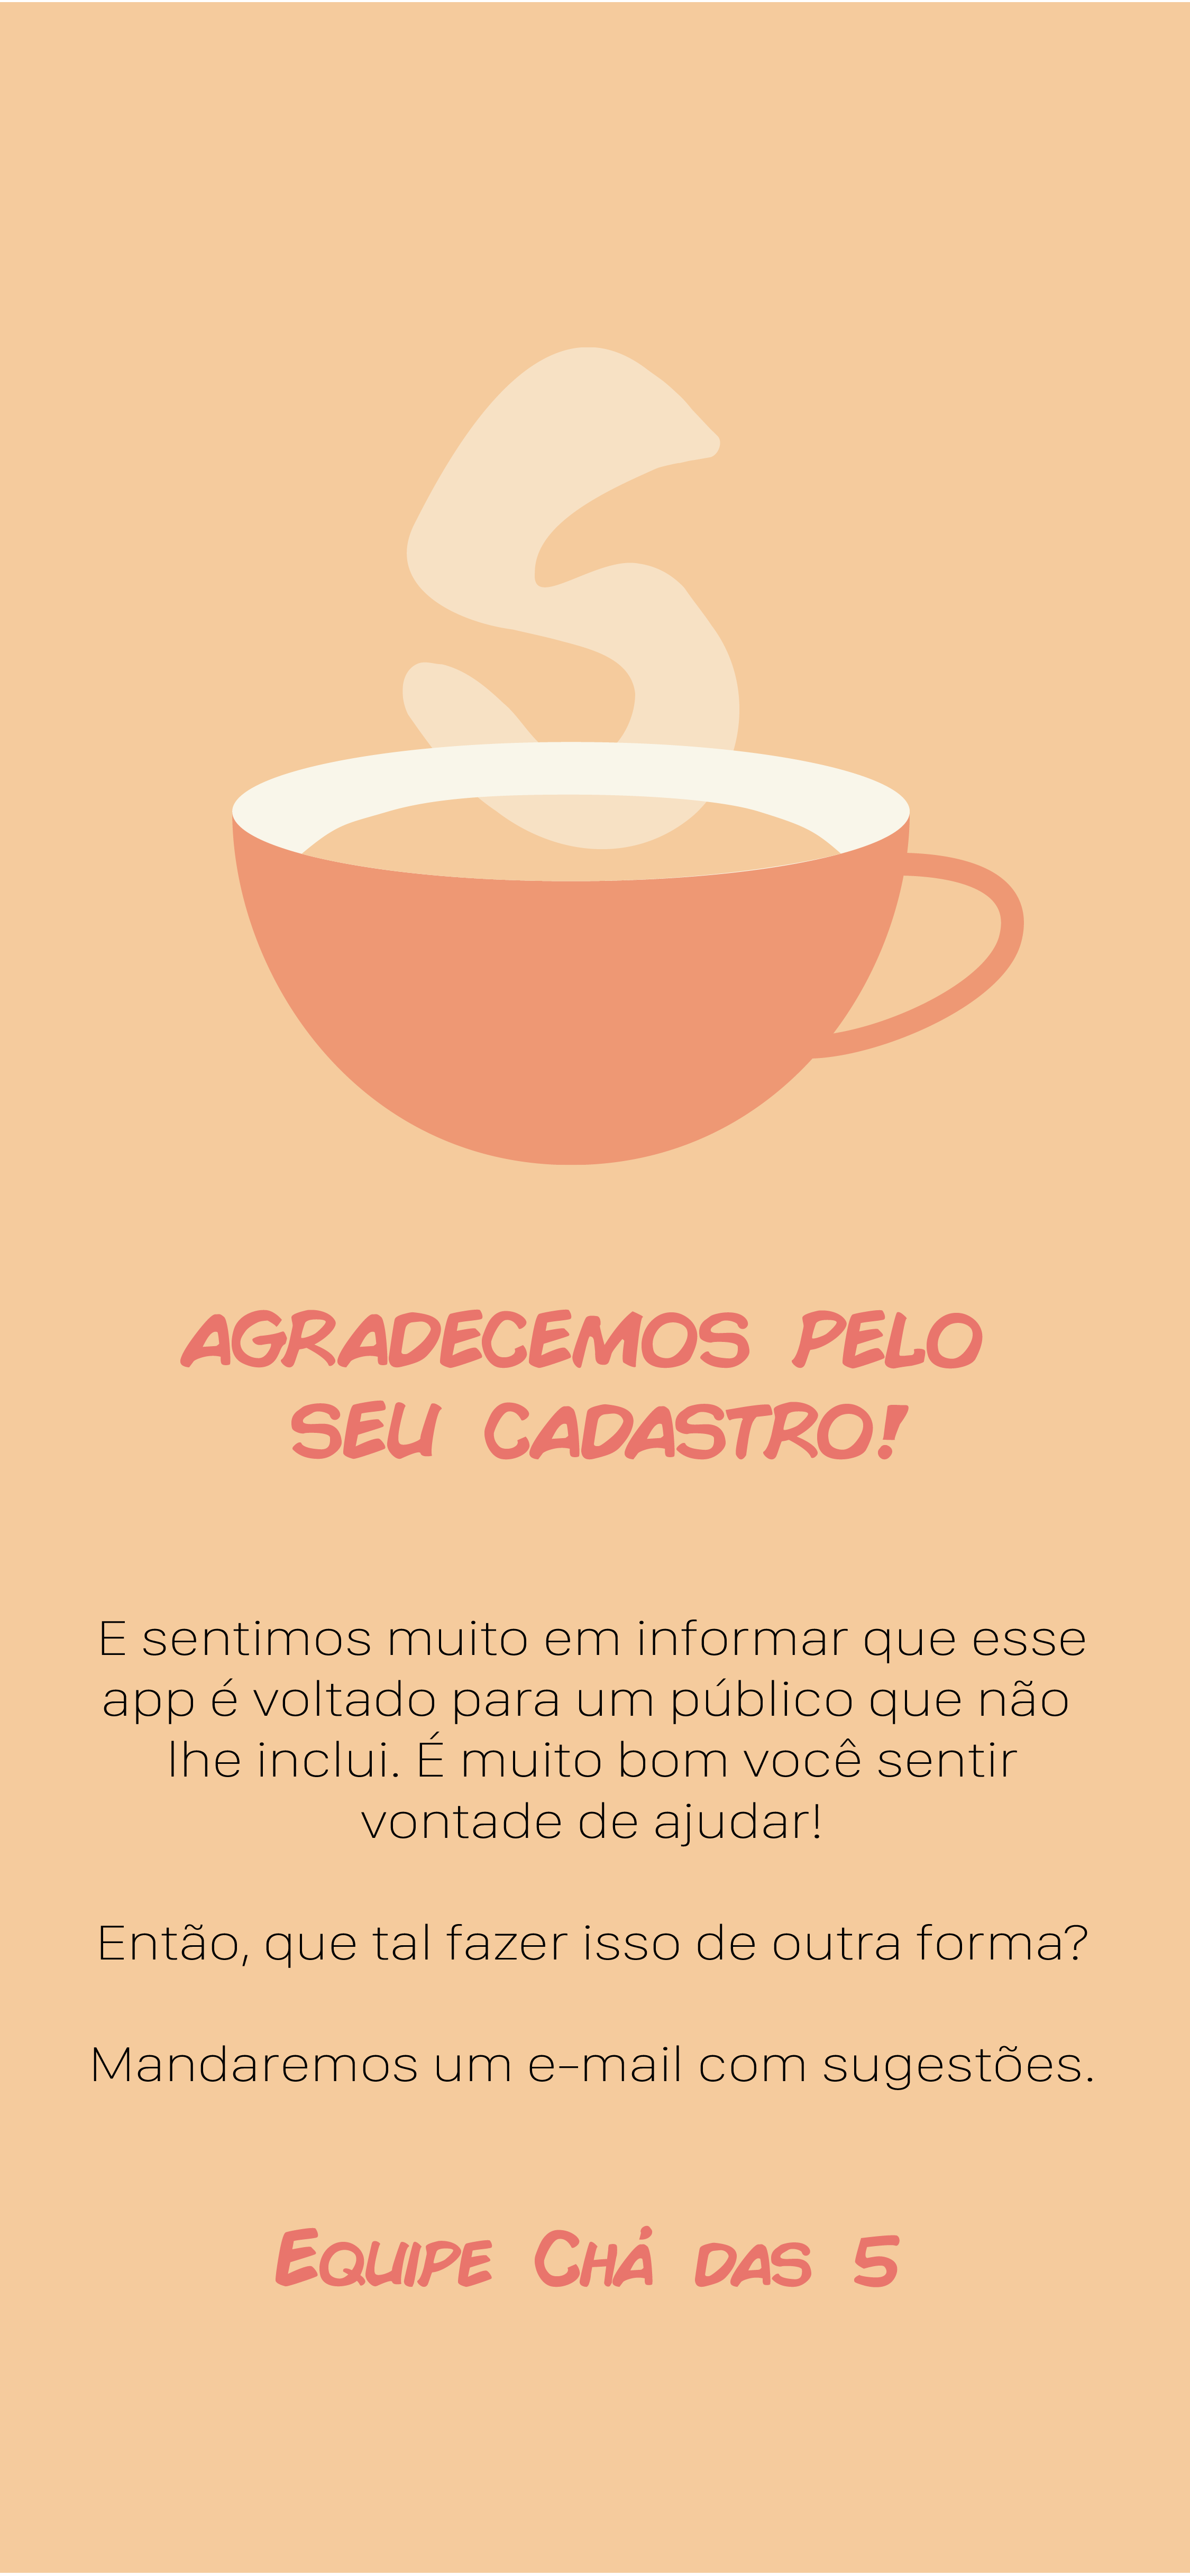 AGRADECEMOS PELO
SEU CADASTRO!
E sentimos muito em informar que esse
app é voltado para um público que não
lhe inclui. É muito bom você sentir
vontade de ajudar!
Então, que tal fazer isso de outra forma?
Mandaremos um e-mail com sugestões.
EQUIPE CHÁ DAS 5